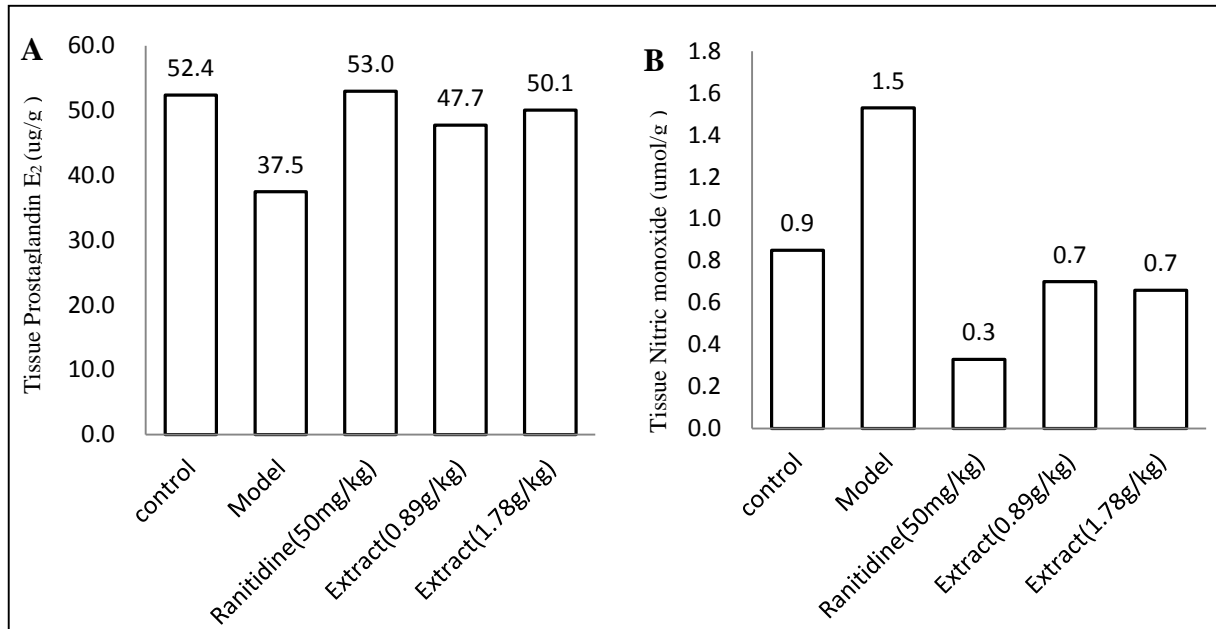 A
Tissue Prostaglandin E₂ (ug/g )
60.0
50.0
40.0
30.0
20.0
10.0
0.0
52.4
37.5
53.0
47.7
50.1
control
Model
Ranitidine(50mg/kg)
Extract(0.89g/kg)
Extract(1.78g/kg)
B
Tissue Nitric monoxide (umol/g )
1.8
1.6
1.4
1.2
1.0
0.8
0.6
0.4
0.2
0.0
0.9
1.5
0.3
0.7
0.7
control
Model
Ranitidine(50mg/kg)
Extract(0.89g/kg)
Extract(1.78g/kg)